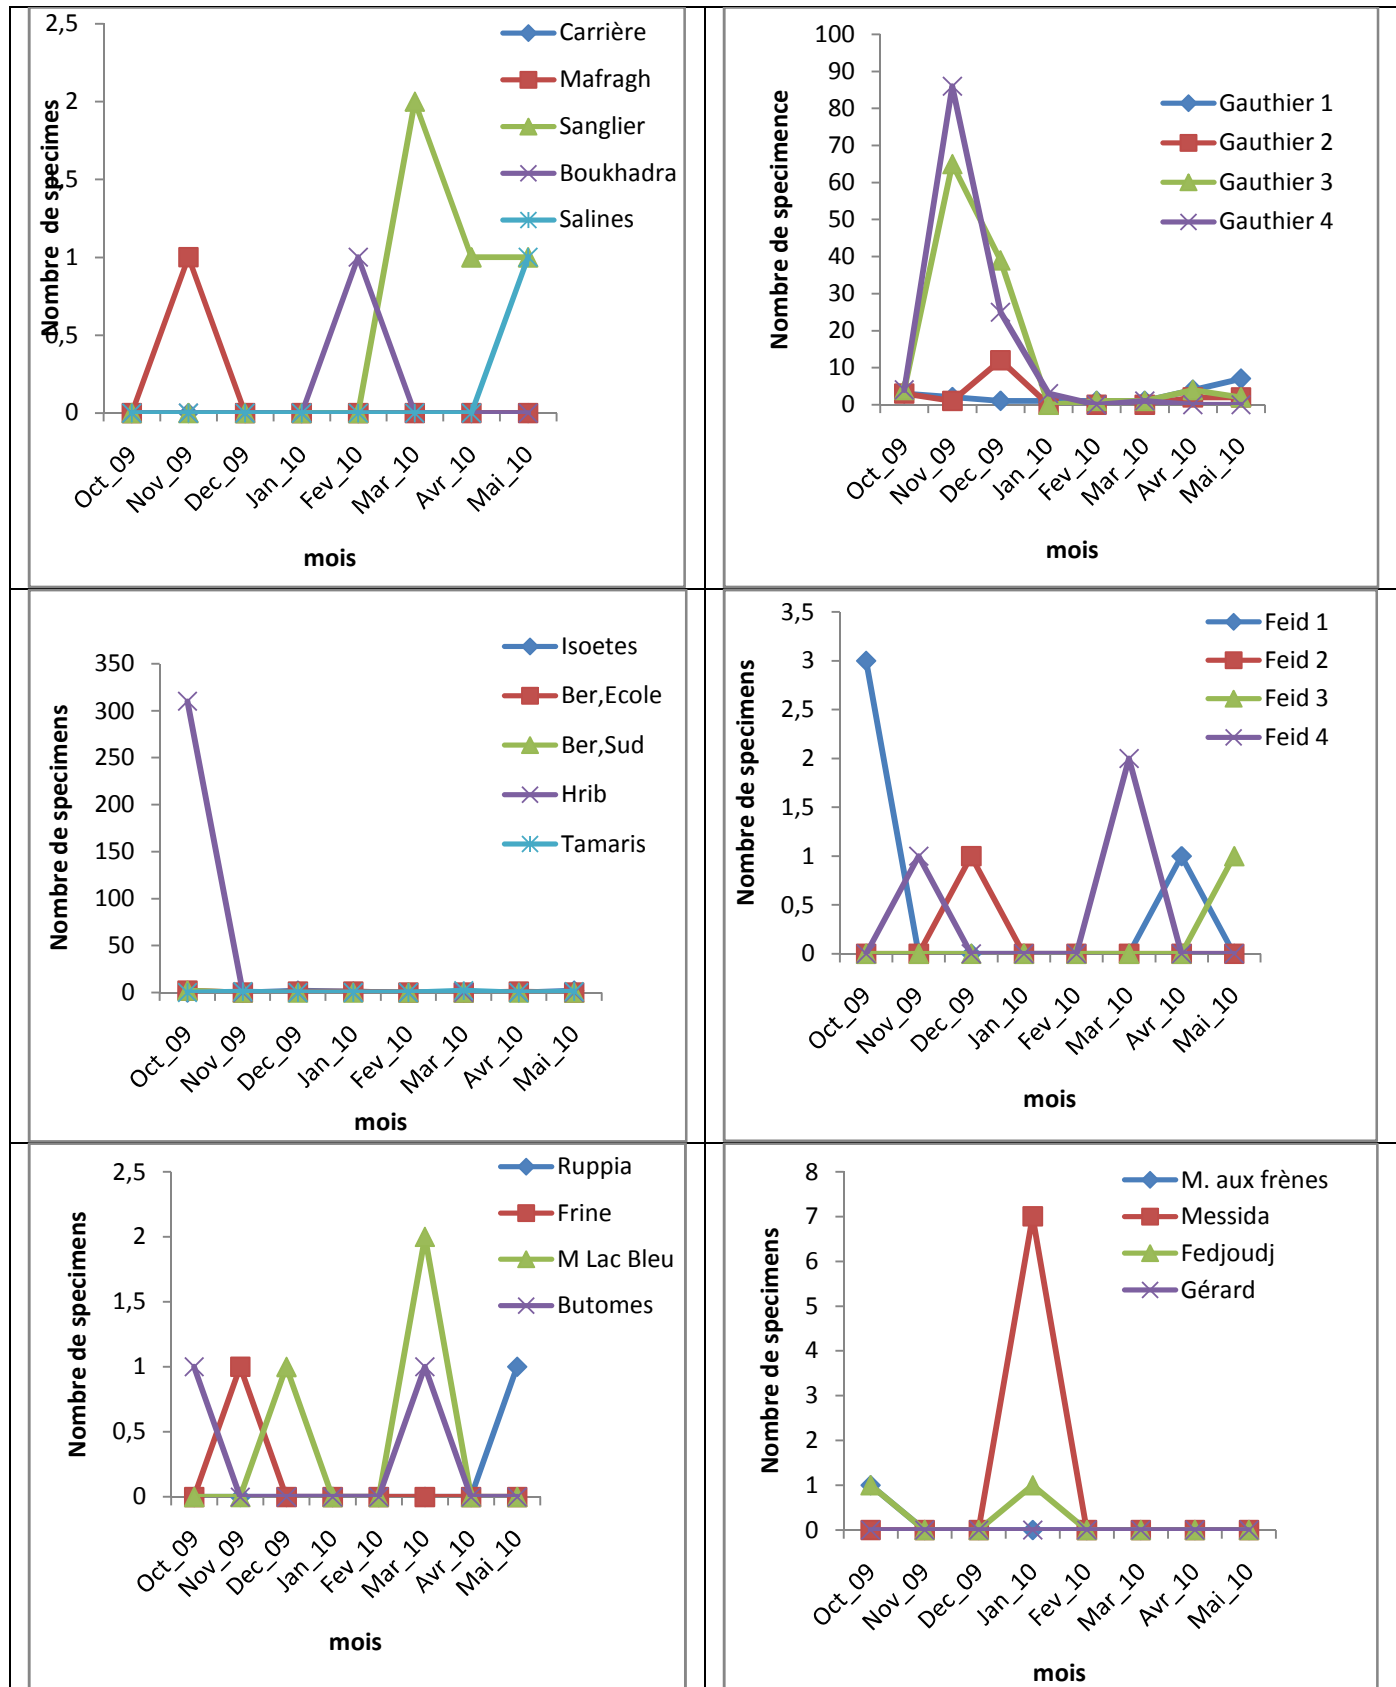 2,5
2
1,5
1
0,5
0
Nombre de specimes
Carrière
Mafragh
Sanglier
Boukhadra
Salines
Oct_09
Nov_09
Dec_09
Jan_10
Fev_10
Mar_10
Avr_10
Mai_10
mois
100
90
80
70
60
50
40
30
20
10
0
Nombre de specimence
Gauthier 1
Gauthier 2
Gauthier 3
Gauthier 4
Oct_09
Nov_09
Dec_09
Jan_10
Fev_10
Mar_10
Avr_10
Mai_10
mois
350
300
250
200
150
100
50
0
Nombre de specimens
Isoetes
Ber,Ecole
Ber,Sud
Hrib
Tamaris
Oct_09
Nov_09
Dec_09
Jan_10
Fev_10
Mar_10
Avr_10
Mai_10
mois
3,5
3
2,5
2
1,5
1
0,5
0
Nombre de specimens
Feid 1
Feid 2
Feid 3
Feid 4
Oct_09
Nov_09
Dec_09
Jan_10
Fev_10
Mar_10
Avr_10
Mai_10
mois
2,5
2
1,5
1
0,5
0
Nombre de specimens
Ruppia
Frine
M Lac Bleu
Butomes
Oct_09
Nov_09
Dec_09
Jan_10
Fev_10
Mar_10
Avr_10
Mai_10
mois
8
7
6
5
4
3
2
1
0
Nombre de specimens
M. aux frènes
Messida
Fedjoudj
Gérard
Oct_09
Nov_09
Dec_09
Jan_10
Fev_10
Mar_10
Avr_10
Mai_10
mois